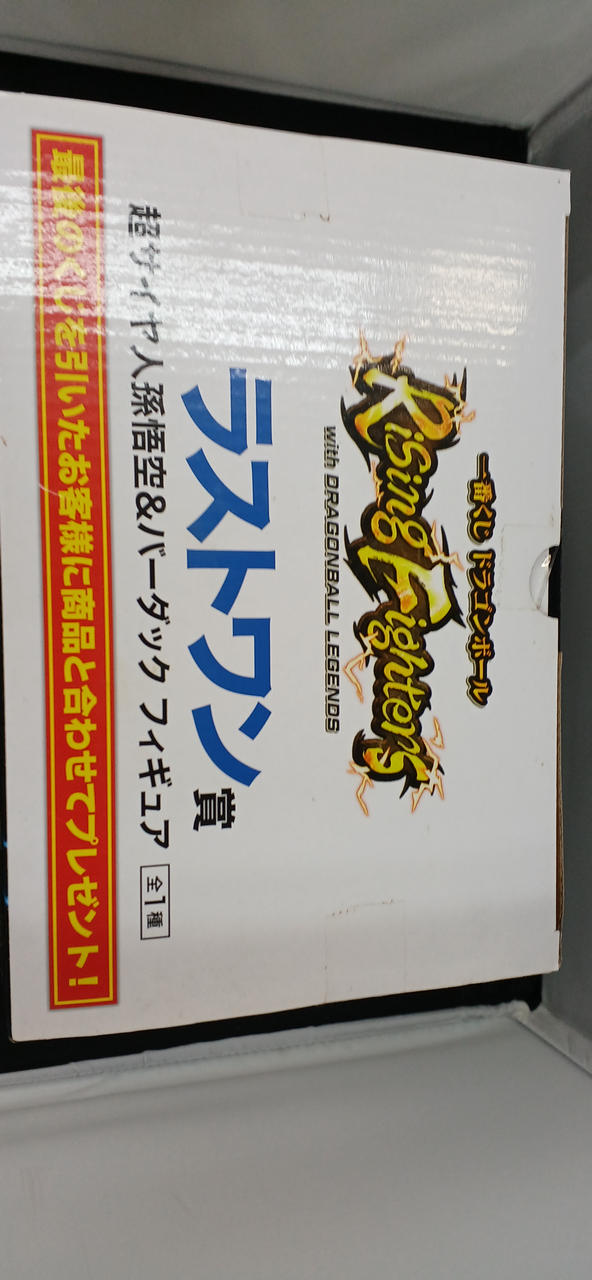 一番くじ ドラゴンボール
Rising Fighters
with DRAGONBALL LEGENDS
ラストワン賞
超サイヤ人孫悟空&バーダック フィギュア 全1種
最後のくじを引いたお客様に商品と合わせてプレゼント!